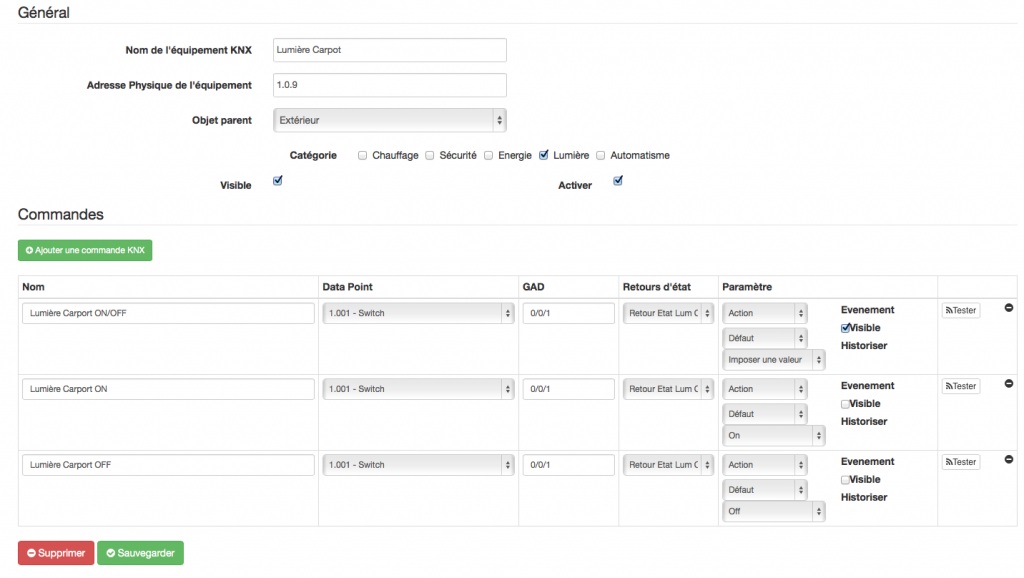 Général
Nom de l'équipement KNX Lumière Carpot
Adresse Physique de l'équipement 1.0.9
Objet parent Extérieur
Catégorie Chauffage Sécurité Energie Lumière Automatisme
Visible Activer
Commandes
Ajouter une commande KNX
Nom Data Point GAD Retours d'état Paramètre
Lumière Carport ON/OFF 1.001 - Switch 0/0/1 Retour Etat Lum C Action Evenement Tester
Défaut Visible
Imposer une valeur Historiser
Lumière Carport ON 1.001 - Switch 0/0/1 Retour Etat Lum C Action Evenement Tester
Défaut Visible
On Historiser
Lumière Carport OFF 1.001 - Switch 0/0/1 Retour Etat Lum C Action Evenement Tester
Défaut Visible
Off Historiser
Supprimer Sauvegarder